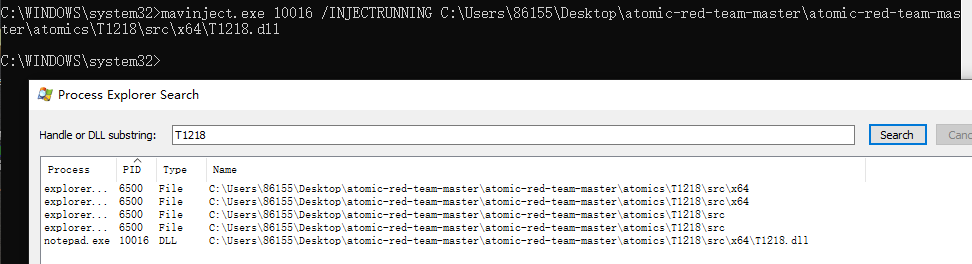 C:\WINDOWS\system32>mavinject.exe 10016 /INJECTRUNNING C:\Users\86155\Desktop\atomic-red-team-master\atomic-red-team-mas
ter\atomics\T1218\src\x64\T1218.dll
C:\WINDOWS\system32>
Process Explorer Search
Handle or DLL substring: T1218 Search Canc
Process PID Type Name
explorer... 6500 File C:\Users\86155\Desktop\atomic-red-team-master\atomic-red-team-master\atomics\T1218\src\x64
explorer... 6500 File C:\Users\86155\Desktop\atomic-red-team-master\atomic-red-team-master\atomics\T1218\src\x64
explorer... 6500 File C:\Users\86155\Desktop\atomic-red-team-master\atomic-red-team-master\atomics\T1218\src
explorer... 6500 File C:\Users\86155\Desktop\atomic-red-team-master\atomic-red-team-master\atomics\T1218\src
notepad.exe 10016 DLL C:\Users\86155\Desktop\atomic-red-team-master\atomic-red-team-master\atomics\T1218\src\x64\T1218.dll